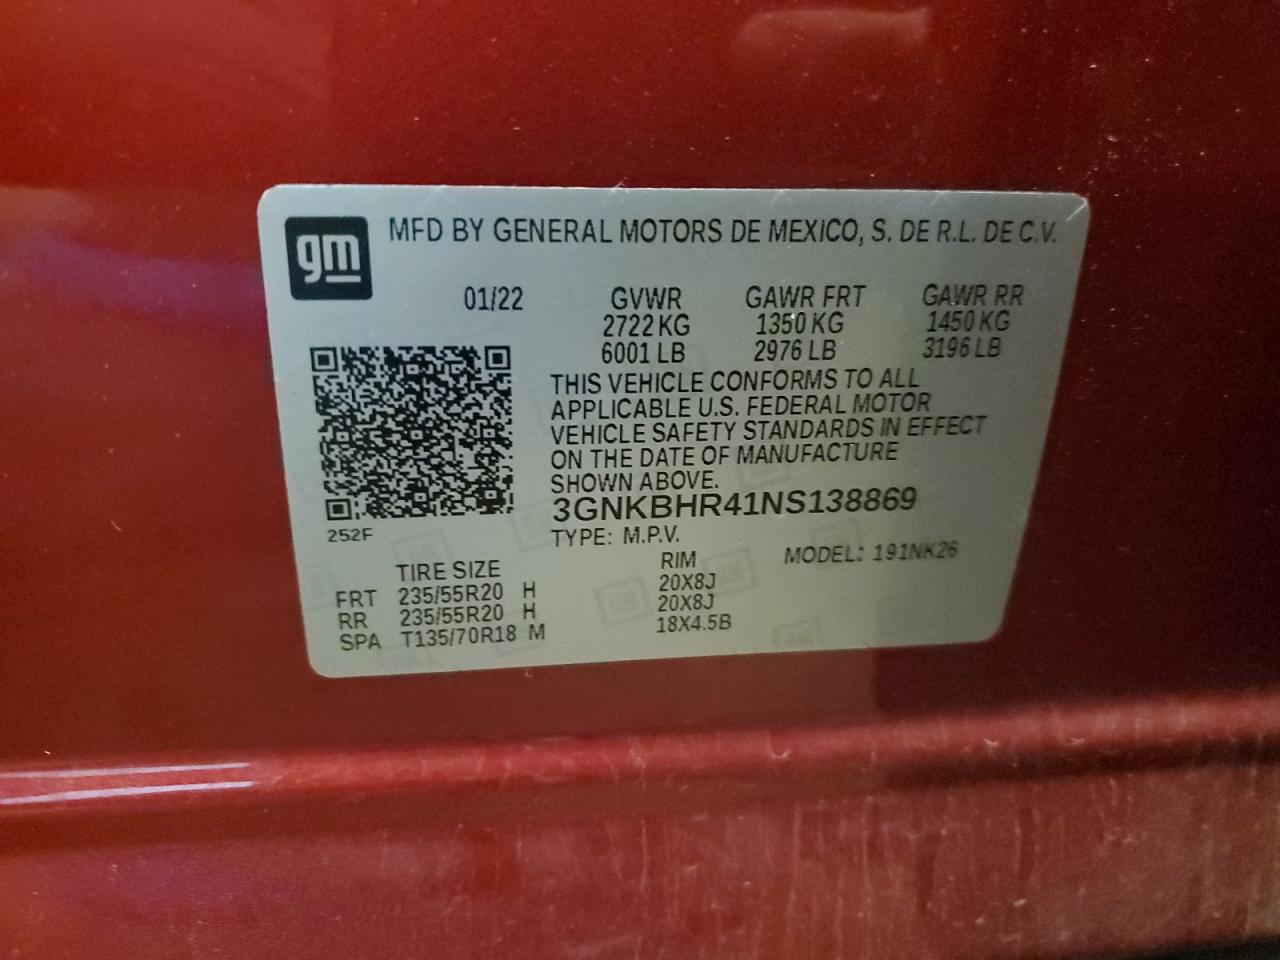 gm MFD BY GENERAL MOTORS DE MEXICO, S. DE R.L. DE C.V.
01/22 GVWR GAWR FRT GAWR RR
2722 KG 1350 KG 1450 KG
6001 LB 2976 LB 3196 LB
THIS VEHICLE CONFORMS TO ALL
APPLICABLE U.S. FEDERAL MOTOR
VEHICLE SAFETY STANDARDS IN EFFECT
ON THE DATE OF MANUFACTURE
SHOWN ABOVE.
3GNKBHR41NS138869
252F
TYPE: M.P.V. MODEL: 191NK26
TIRE SIZE RIM
FRT 235/55R20 H 20X8J
RR 235/55R20 H 20X8J
SPA T135/70R18 M 18X4.5B